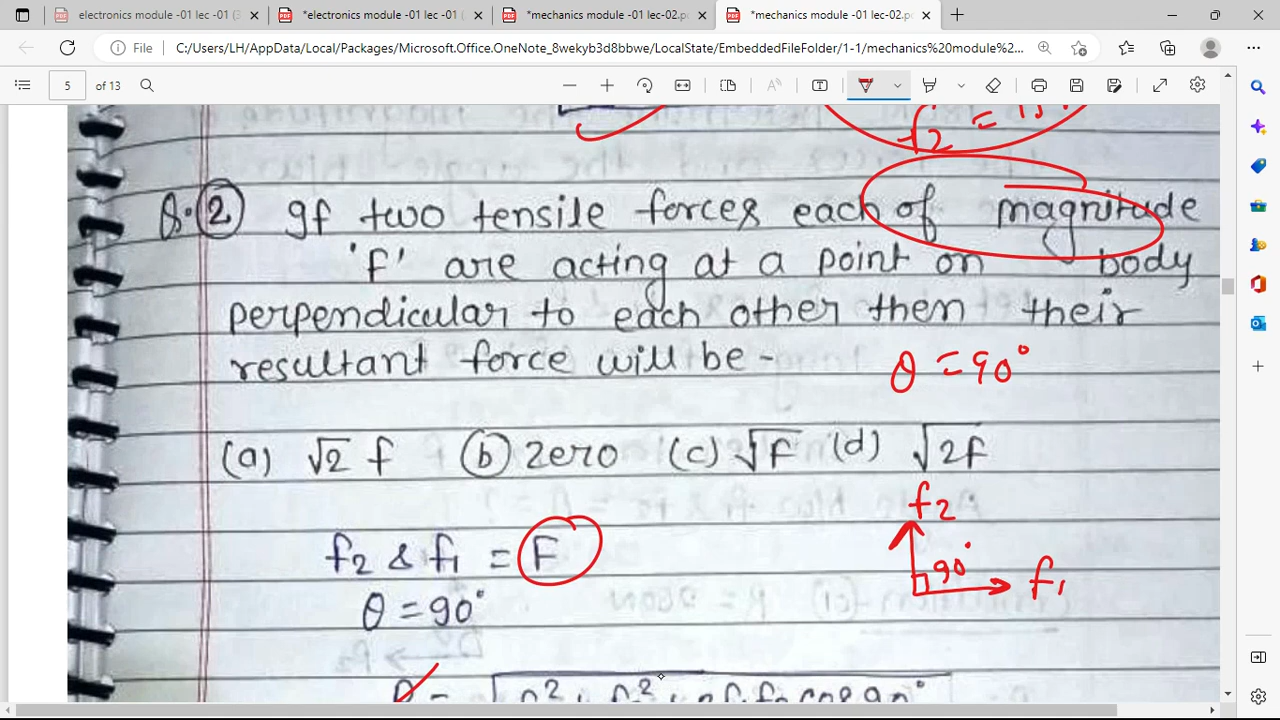 electronics module -01 lec -01 (
*electronics module -01 lec -01 (
*mechanics module -01 lec-02.p
*mechanics module -01 lec-02.p
File C:/Users/LH/AppData/Local/Packages/Microsoft.Office.OneNote_8wekyb3d8bbwe/LocalState/EmbeddedFileFolder/1-1/mechanics%20module%2...
5 of 13
f2 =
Q.2 gf two tensile forces each of magnitude
'f' are acting at a point on body
perpendicular to each other then their
resultant force will be -
θ = 90°
(a) √2 f (b) zero (c) √F (d) √2F
f2
f2 & f1 = F
90°
f1
θ = 90°